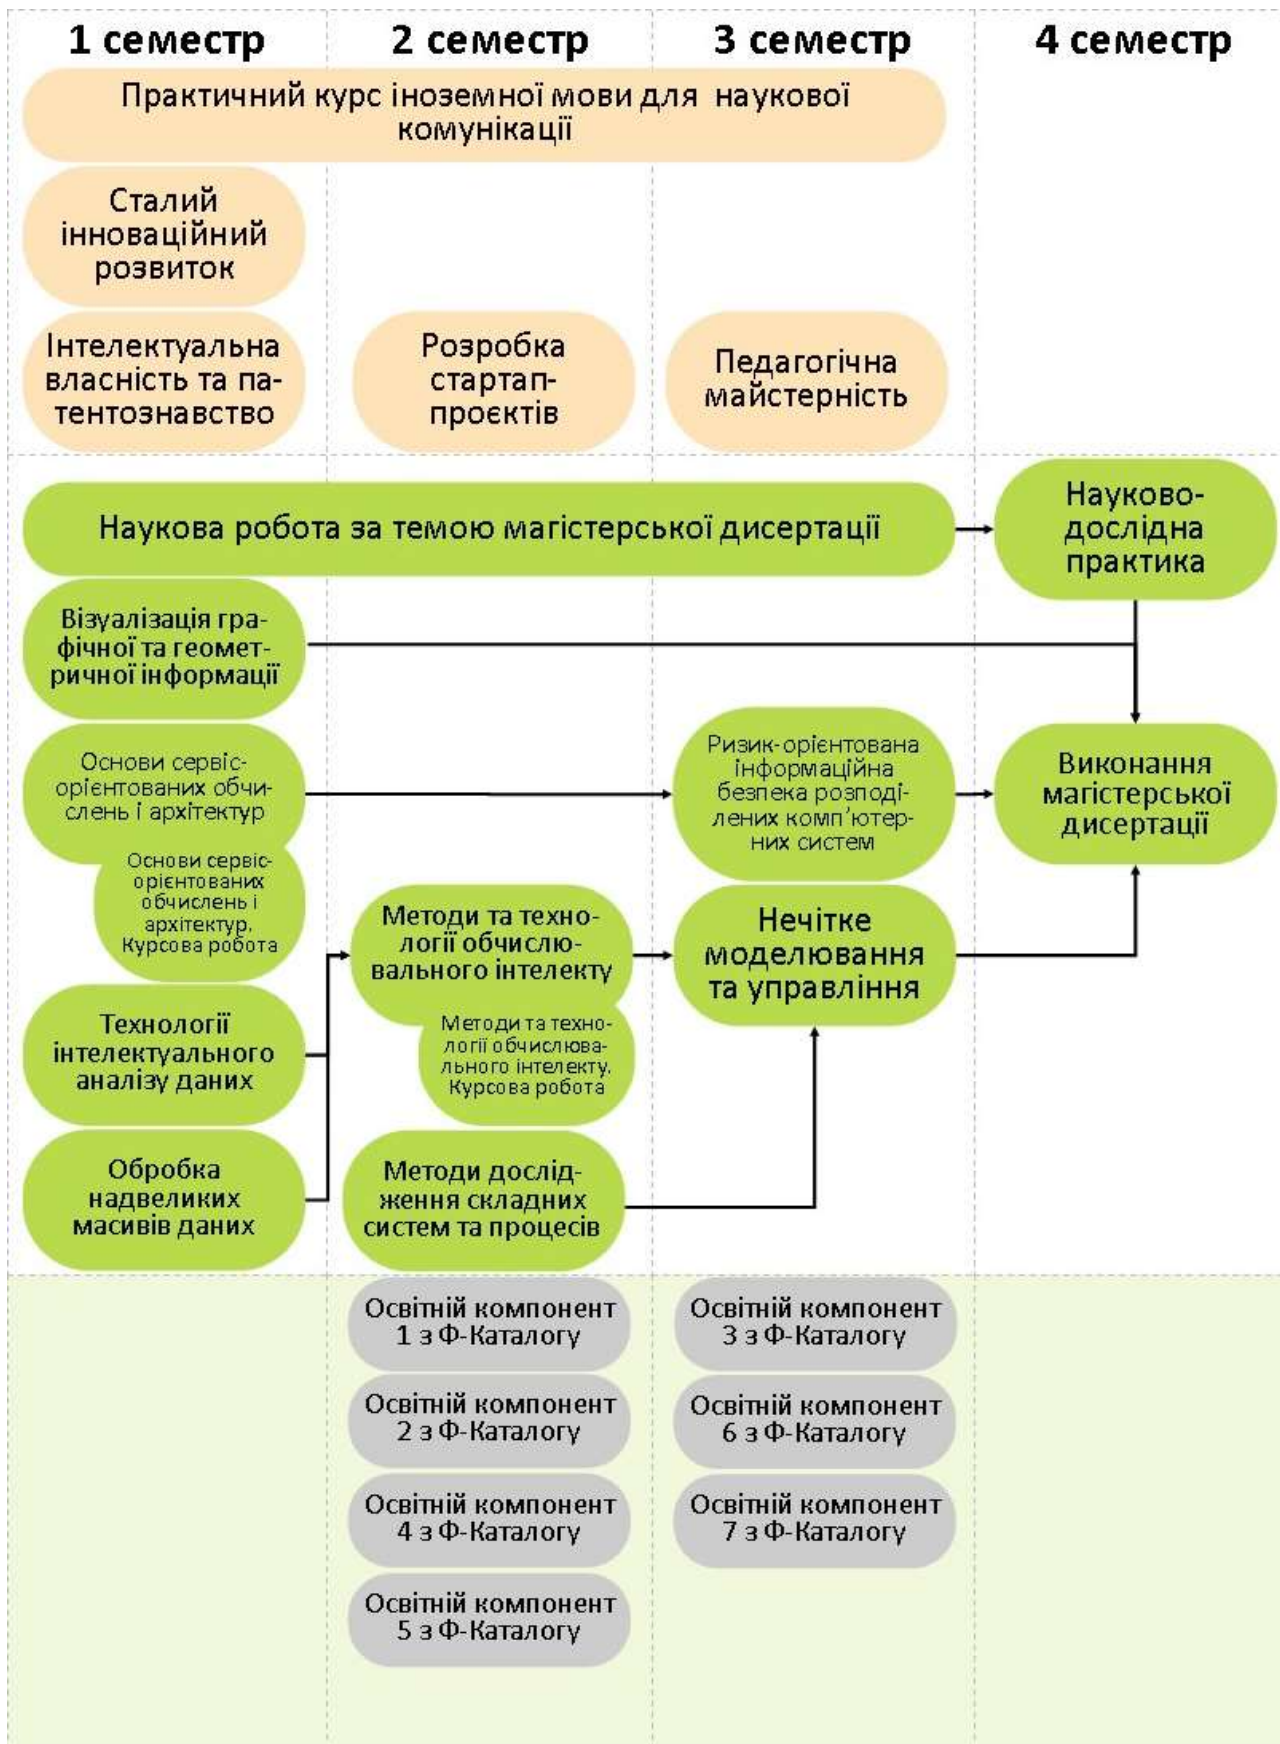 1 семестр
2 семестр
3 семестр
4 семестр
Практичний курс іноземної мови для наукової
комунікації
Сталий
інноваційний
розвиток
Інтелектуальна
власність та па-
тентознавство
Розробка
стартап-
проєктів
Педагогічна
майстерність
Наукова робота за темою магістерської дисертації
Науково-
дослідна
практика
Візуалізація гра-
фічної та геомет-
ричної інформації
Основи сервіс-
орієнтованих обчи-
слень і архітектур
Ризик-орієнтована
інформаційна
безпека розподі-
лених комп'ютер-
них систем
Виконання
магістерської
дисертації
Основи сервіс-
орієнтованих
обчислень і
архітектур.
Курсова робота
Методи та техно-
логії обчислю-
вального інтелекту
Нечітке
моделювання
та управління
Методи та техно-
логії обчислюва-
льного інтелекту.
Курсова робота
Технології
інтелектуального
аналізу даних
Обробка
надвеликих
масивів даних
Методи дослід-
ження складних
систем та процесів
Освітній компонент
1 з Ф-Каталогу
Освітній компонент
3 з Ф-Каталогу
Освітній компонент
2 з Ф-Каталогу
Освітній компонент
6 з Ф-Каталогу
Освітній компонент
4 з Ф-Каталогу
Освітній компонент
7 з Ф-Каталогу
Освітній компонент
5 з Ф-Каталогу